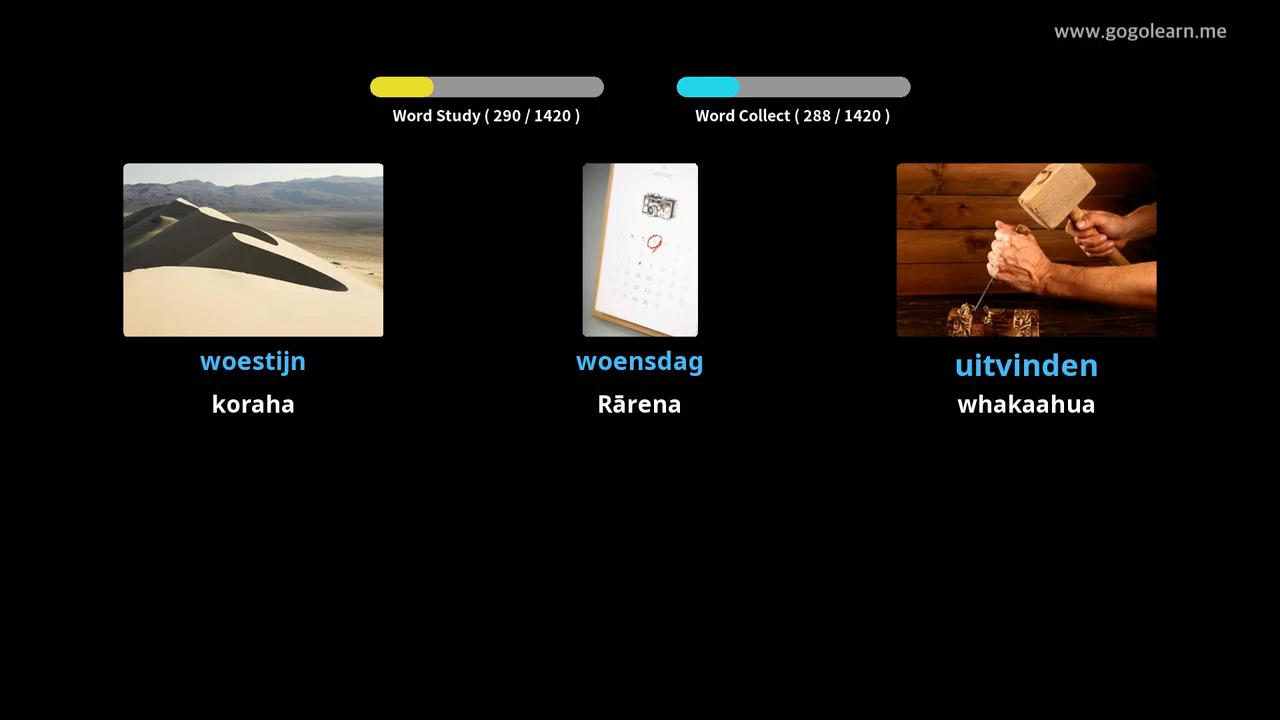 www.gogolearn.me
Word Study ( 290 / 1420 )
Word Collect ( 288 / 1420 )
woestijn
woensdag
uitvinden
koraha
Rārena
whakaahua